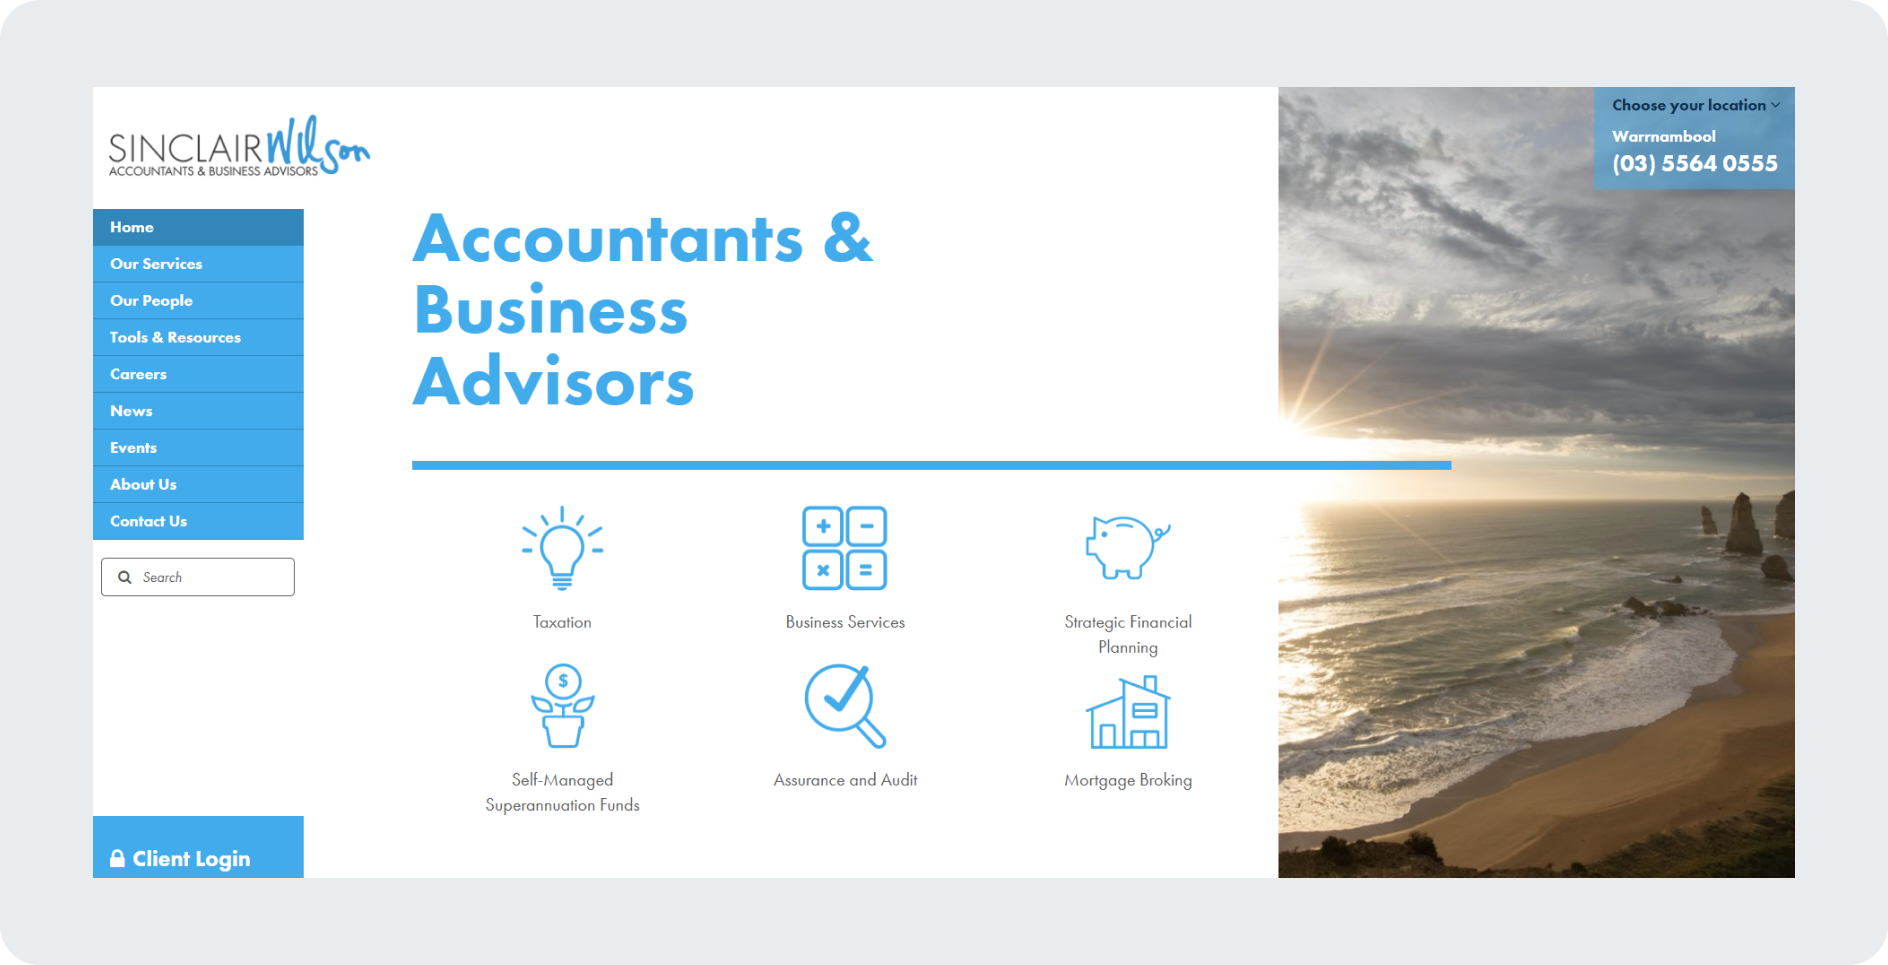 SINCLAIR Wilson
ACCOUNTANTS & BUSINESS ADVISORS
Choose your location
Warrnambool
(03) 5564 0555
Home
Our Services
Our People
Tools & Resources
Careers
News
Events
About Us
Contact Us
Search
Client Login
Accountants &
Business
Advisors
Taxation
Business Services
Strategic Financial
Planning
$
Self-Managed
Superannuation Funds
Assurance and Audit
Mortgage Broking